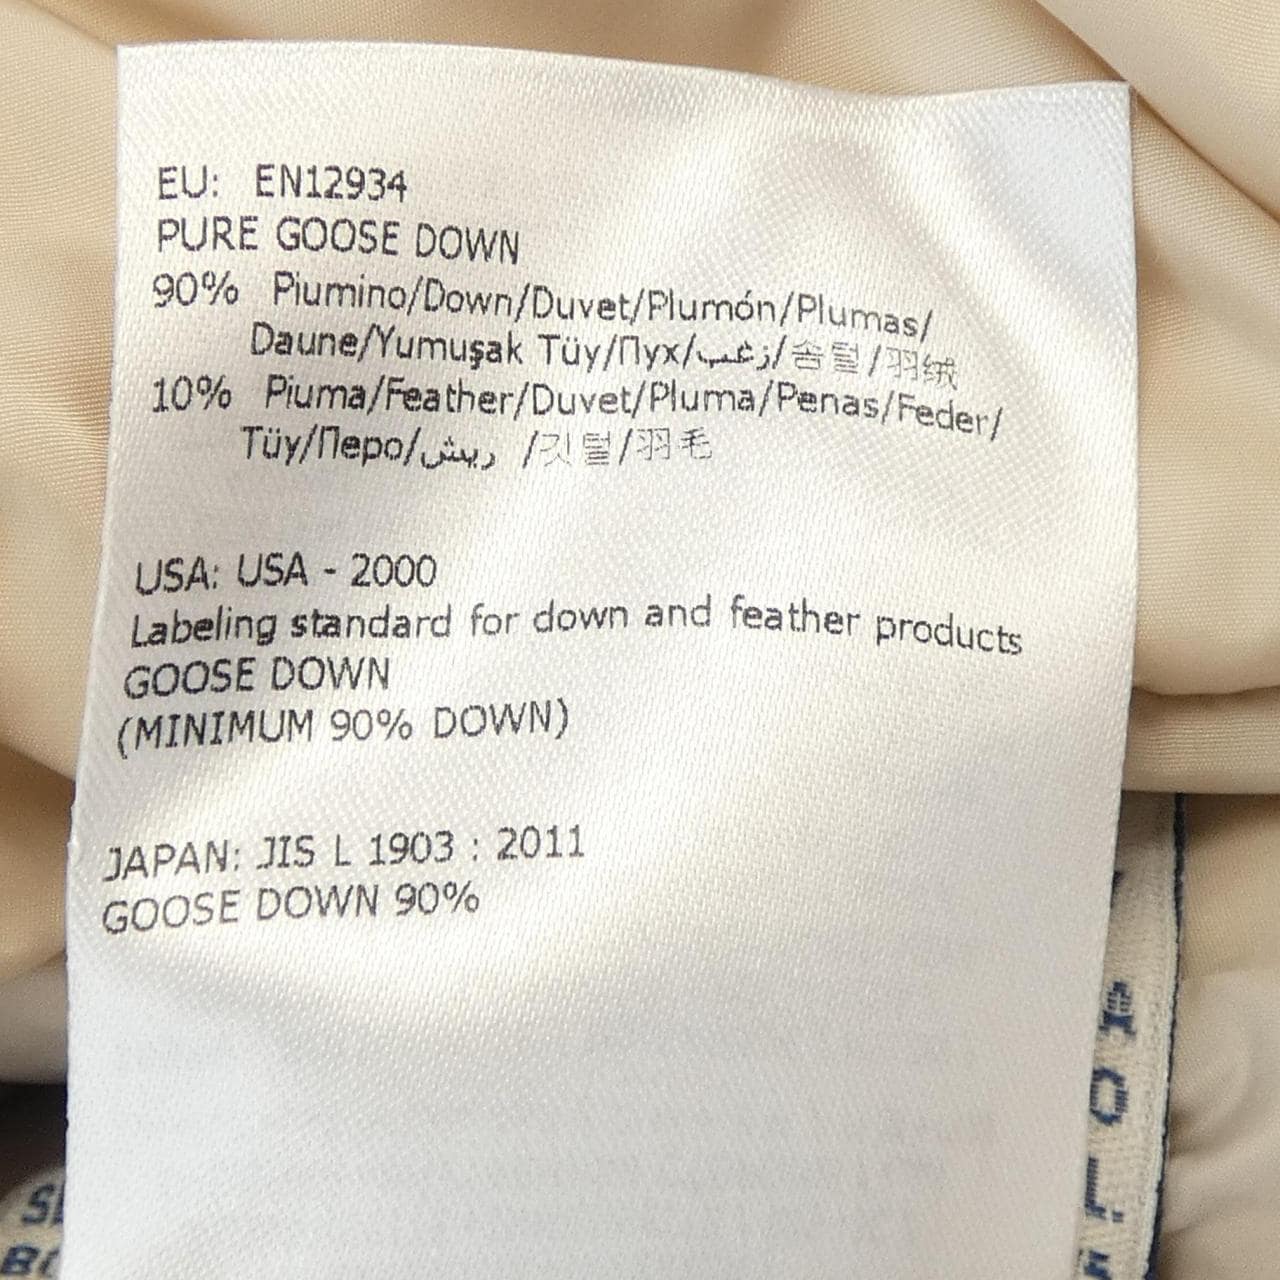 EU: EN12934
PURE GOOSE DOWN
90% Piumino/Down/Duvet/Plumón/Plumas/
Daune/Yumuşak Tüy/Пух/زغب/솜털/羽绒
10% Piuma/Feather/Duvet/Pluma/Penas/Feder/
Tüy/Перо/ريش /깃털/羽毛
USA: USA - 2000
Labeling standard for down and feather products
GOOSE DOWN
(MINIMUM 90% DOWN)
JAPAN: JIS L 1903 : 2011
GOOSE DOWN 90%